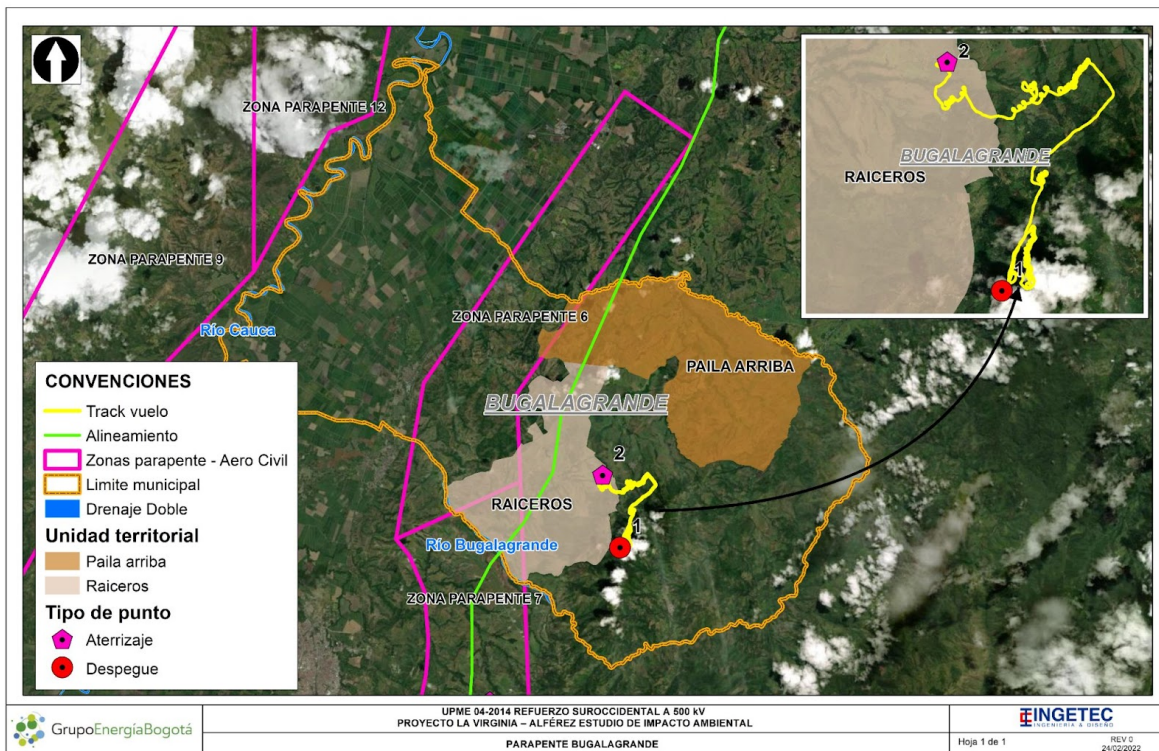 ZONA PARAPENTE 12
ZONA PARAPENTE 9
Río Cauca
ZONA PARAPENTE 6
PAILA ARRIBA
BUGALAGRANDE
2
RAICEROS
1
Río Bugalagrande
ZONA PARAPENTE 7
2
BUGALAGRANDE
RAICEROS
1
CONVENCIONES
Track vuelo
Alineamiento
Zonas parapente - Aero Civil
Limite municipal
Drenaje Doble
Unidad territorial
Paila arriba
Raiceros
Tipo de punto
Aterrizaje
Despegue
GrupoEnergíaBogotá
UPME 04-2014 REFUERZO SUROCCIDENTAL A 500 kV
PROYECTO LA VIRGINIA – ALFÉREZ ESTUDIO DE IMPACTO AMBIENTAL
PARAPENTE BUGALAGRANDE
INGETEC
INGENIERÍA & DISEÑO
Hoja 1 de 1
REV 0
24/02/2022